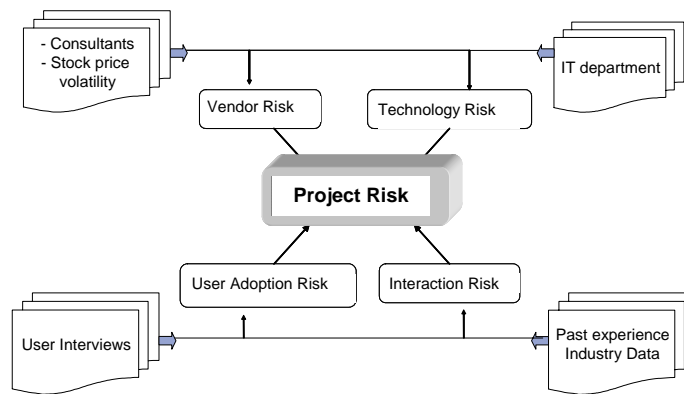 - Consultants
- Stock price
volatility
IT department
Vendor Risk
Technology Risk
Project Risk
User Adoption Risk
Interaction Risk
User Interviews
Past experience
Industry Data